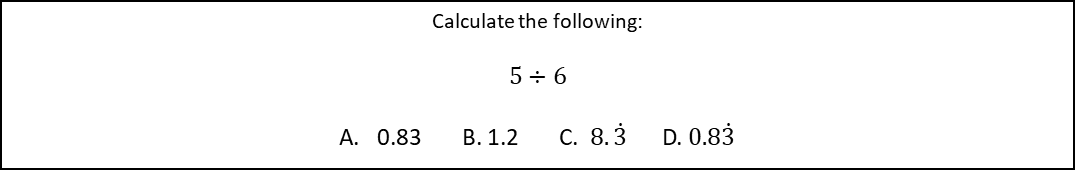 Calculate the following:
5 ÷ 6
A. 0.83 B. 1.2 C. 8.3̇ D. 0.83̇